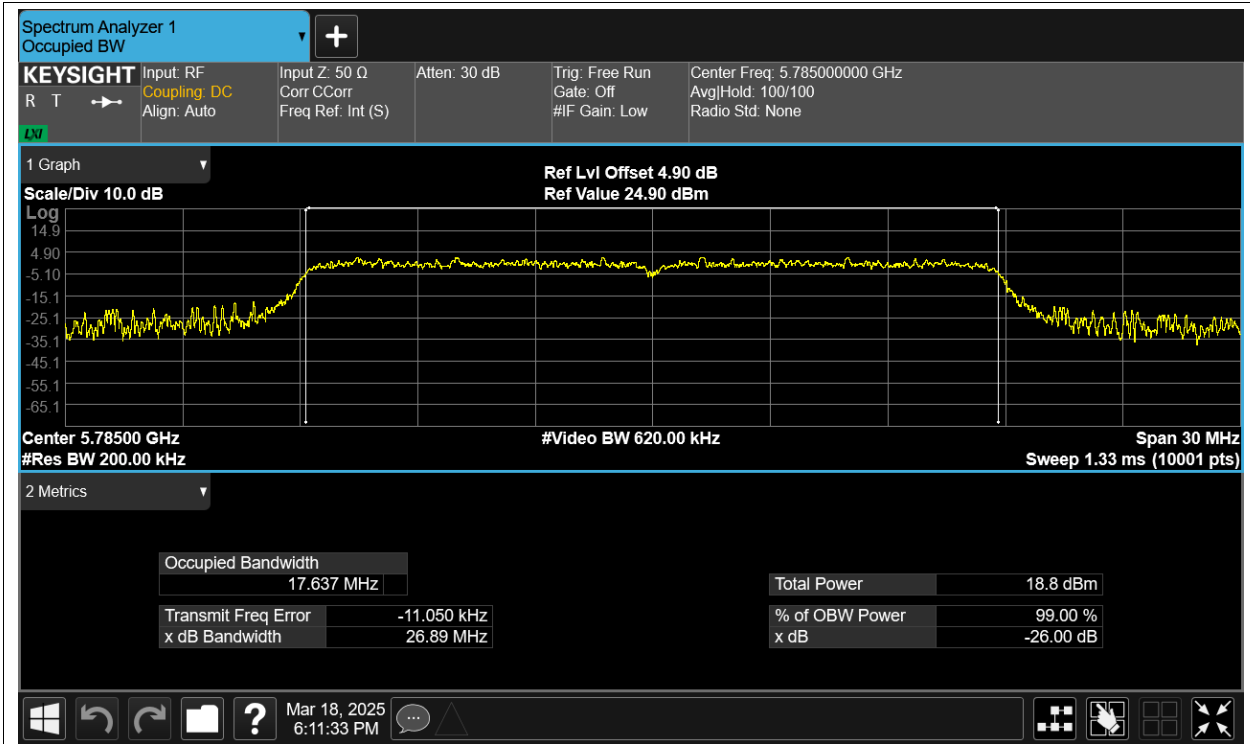 Spectrum Analyzer 1
Occupied BW
KEYSIGHT
R T
LXI
Input: RF
Coupling: DC
Align: Auto
Input Z: 50 Ω
Corr CCorr
Freq Ref: Int (S)
Atten: 30 dB
Trig: Free Run
Gate: Off
#IF Gain: Low
Center Freq: 5.785000000 GHz
Avg|Hold: 100/100
Radio Std: None
1 Graph
Scale/Div 10.0 dB
Ref Lvl Offset 4.90 dB
Ref Value 24.90 dBm
Log
14.9
4.90
-5.10
-15.1
-25.1
-35.1
-45.1
-55.1
-65.1
Center 5.78500 GHz
#Res BW 200.00 kHz
#Video BW 620.00 kHz
Span 30 MHz
Sweep 1.33 ms (10001 pts)
2 Metrics
Occupied Bandwidth
17.637 MHz
Transmit Freq Error -11.050 kHz
x dB Bandwidth 26.89 MHz
Total Power 18.8 dBm
% of OBW Power 99.00 %
x dB -26.00 dB
?
Mar 18, 2025
6:11:33 PM